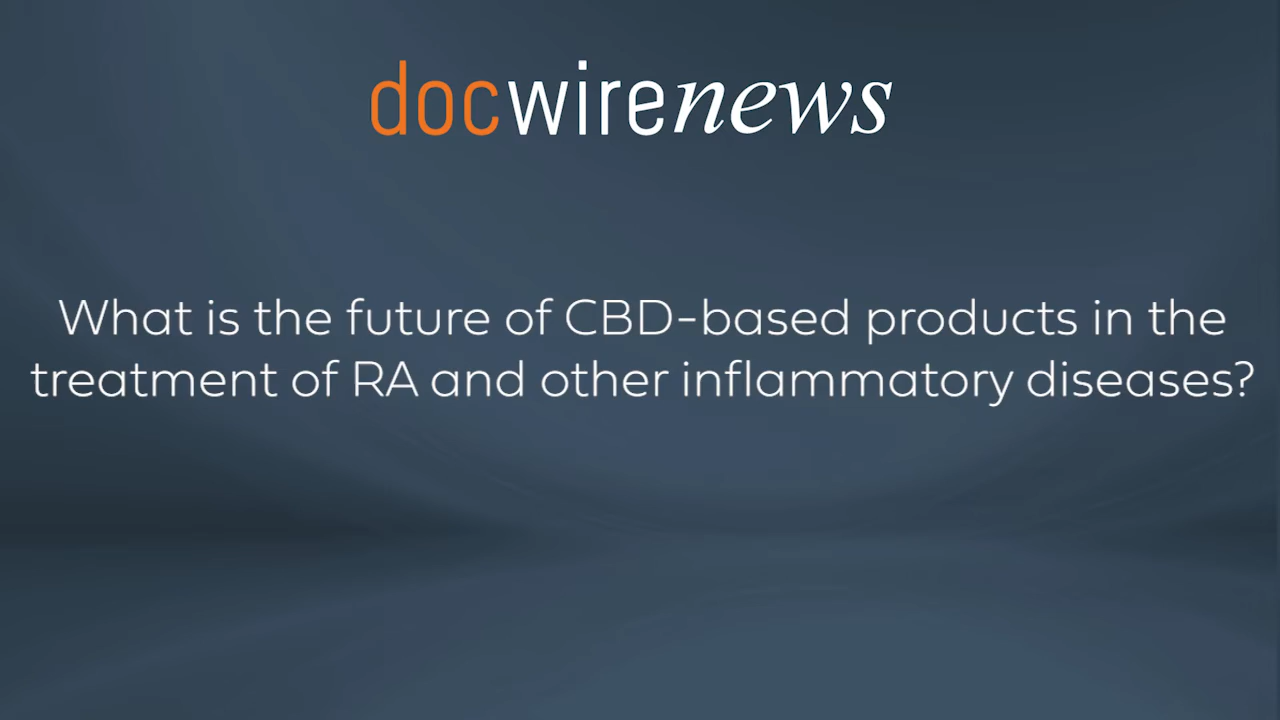 docwirenews
What is the future of CBD-based products in the
treatment of RA and other inflammatory diseases?